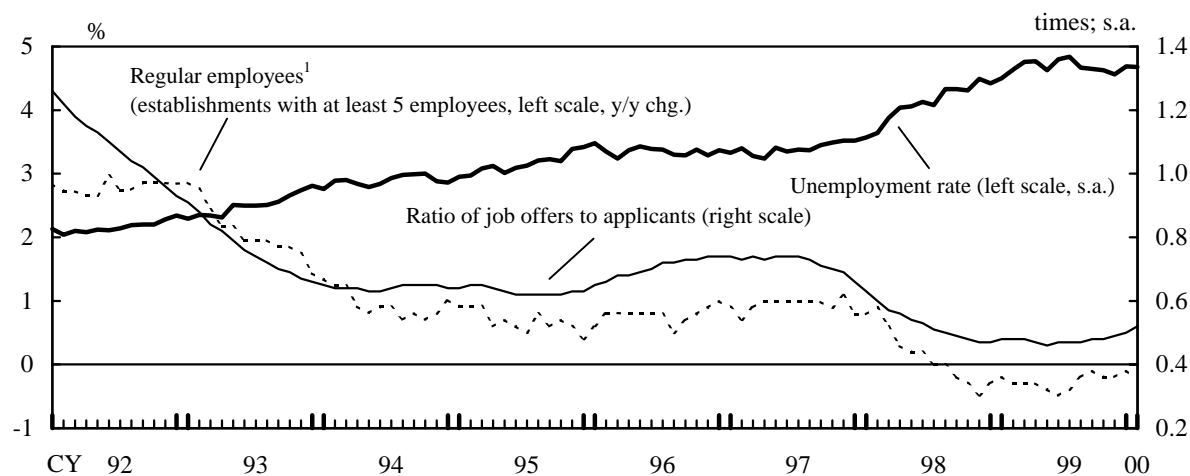 % times; s.a.
5 1.4
Regular employees1
(establishments with at least 5 employees, left scale, y/y chg.)
4 1.2
3 1.0
Unemployment rate (left scale, s.a.)
Ratio of job offers to applicants (right scale)
2 0.8
1 0.6
0 0.4
-1 0.2
CY 92 93 94 95 96 97 98 99 00